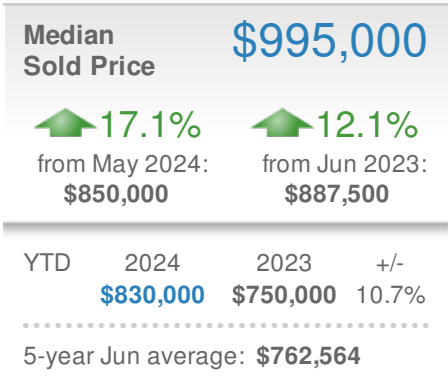 Median $995,000
Sold Price
17.1% 12.1%
from May 2024: from Jun 2023:
$850,000 $887,500
YTD 2024 2023 +/-
$830,000 $750,000 10.7%
5-year Jun average: $762,564